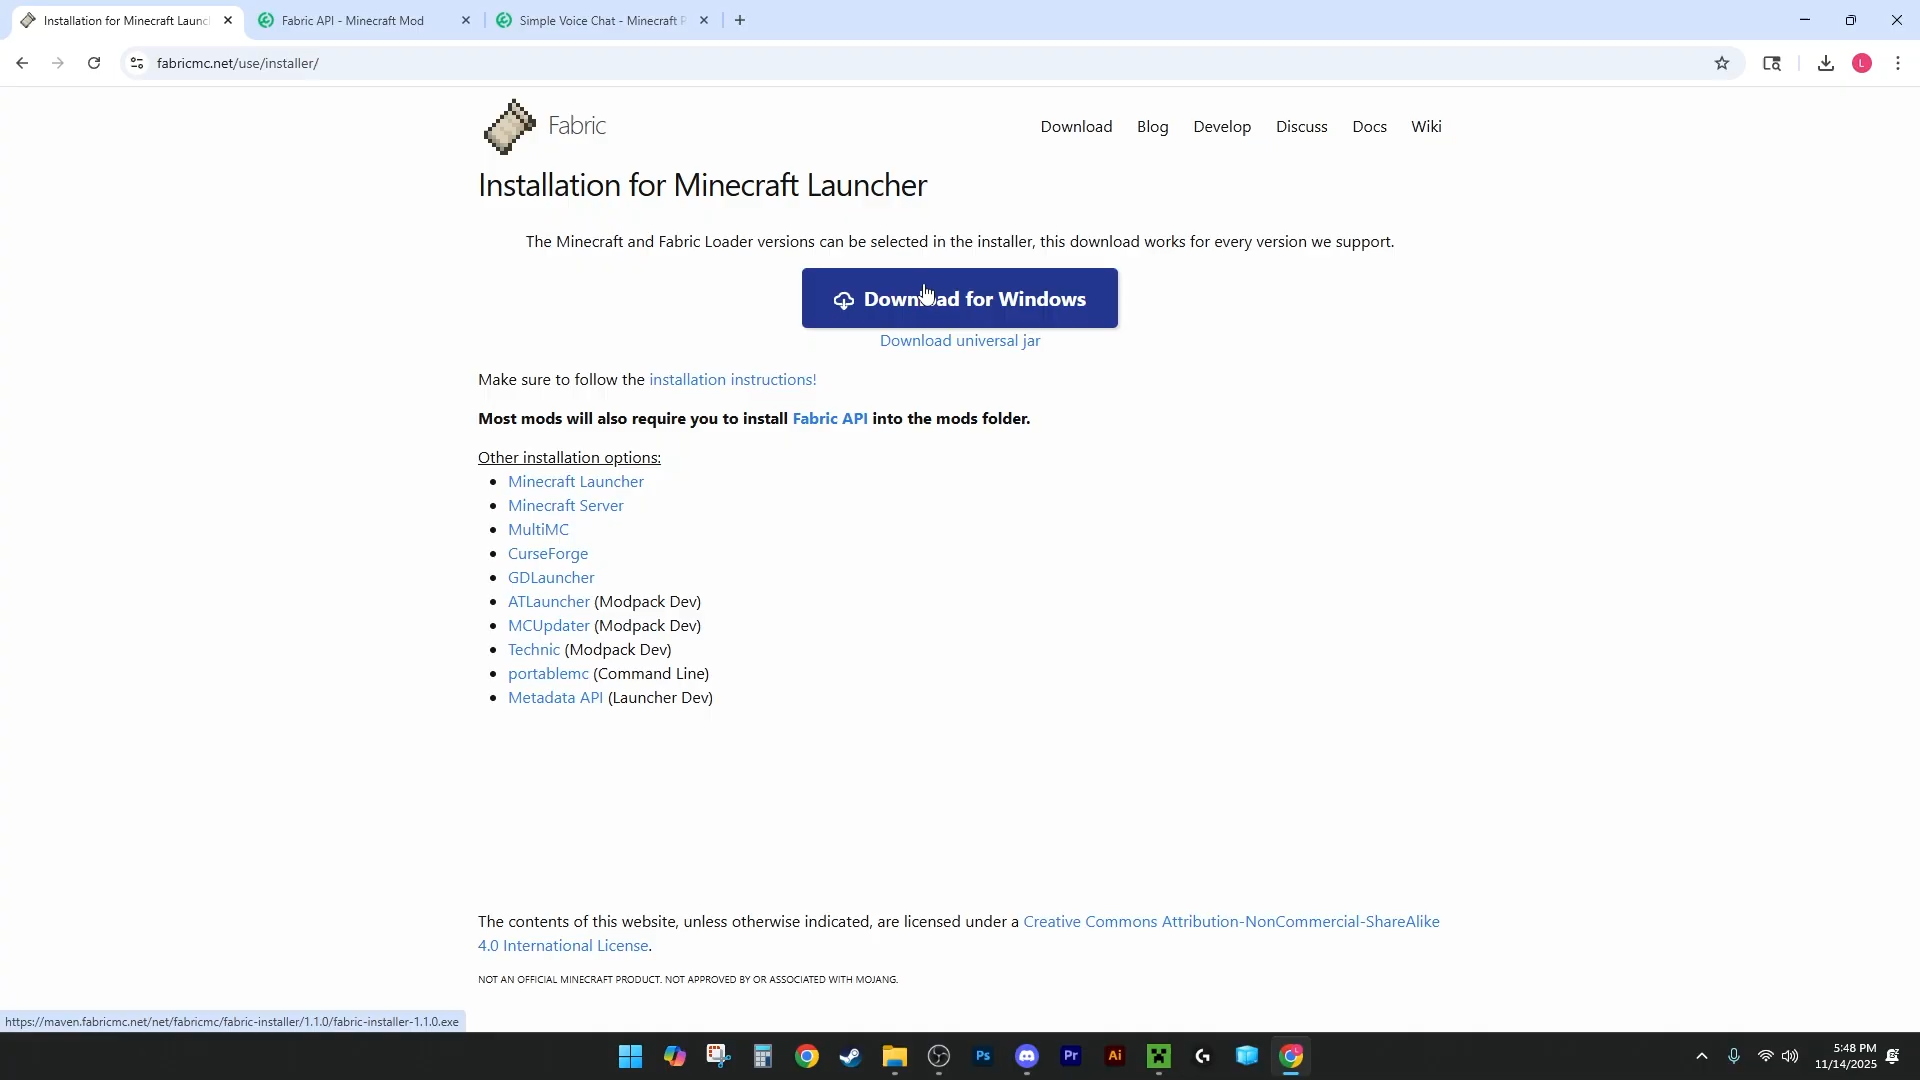 Installation for Minecraft Launc
Fabric API - Minecraft Mod
Simple Voice Chat - Minecraft P
fabricmc.net/use/installer/
L
Fabric
Download
Blog
Develop
Discuss
Docs
Wiki
Installation for Minecraft Launcher
The Minecraft and Fabric Loader versions can be selected in the installer, this download works for every version we support.
Download for Windows
Download universal jar
Make sure to follow the installation instructions!
Most mods will also require you to install Fabric API into the mods folder.
Other installation options:
Minecraft Launcher
Minecraft Server
MultiMC
CurseForge
GDLauncher
ATLauncher (Modpack Dev)
MCUpdater (Modpack Dev)
Technic (Modpack Dev)
portablemc (Command Line)
Metadata API (Launcher Dev)
The contents of this website, unless otherwise indicated, are licensed under a Creative Commons Attribution-NonCommercial-ShareAlike
4.0 International License.
NOT AN OFFICIAL MINECRAFT PRODUCT. NOT APPROVED BY OR ASSOCIATED WITH MOJANG.
https://maven.fabricmc.net/net/fabricmc/fabric-installer/1.1.0/fabric-installer-1.1.0.exe
Ps
Pr
Ai
5:48 PM
11/14/2025